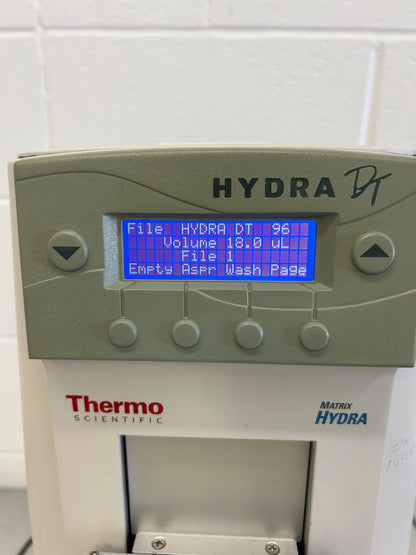 HYDRA DT
File HYDRA DT 96
Volume 18.0 uL
File 1
Empty Aspr Wash Page
Thermo
SCIENTIFIC
MATRIX
HYDRA